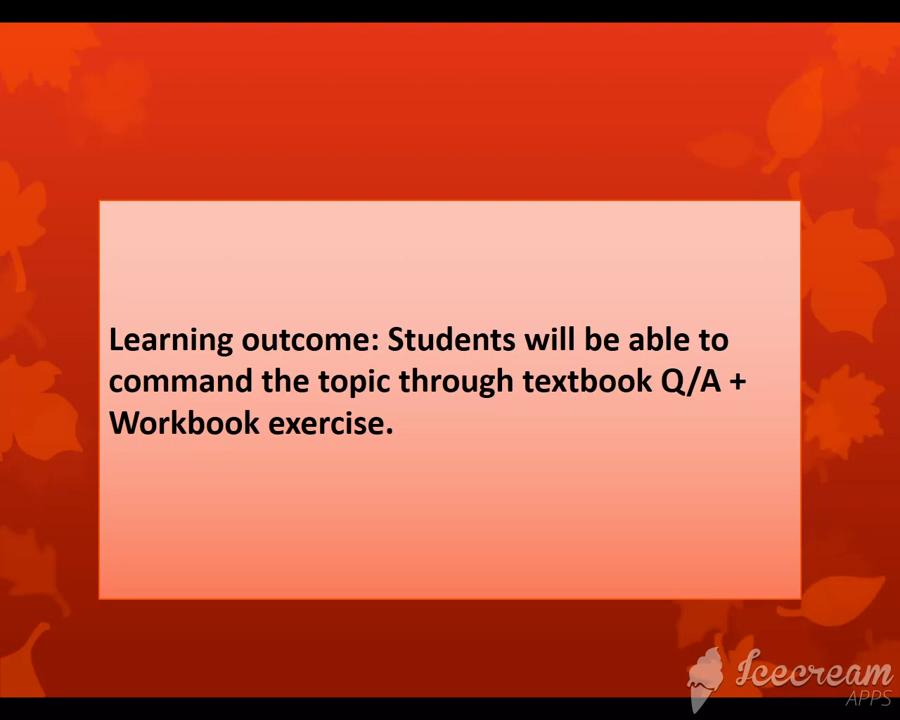 Learning outcome: Students will be able to
command the topic through textbook Q/A +
Workbook exercise.
Icecream
APPS